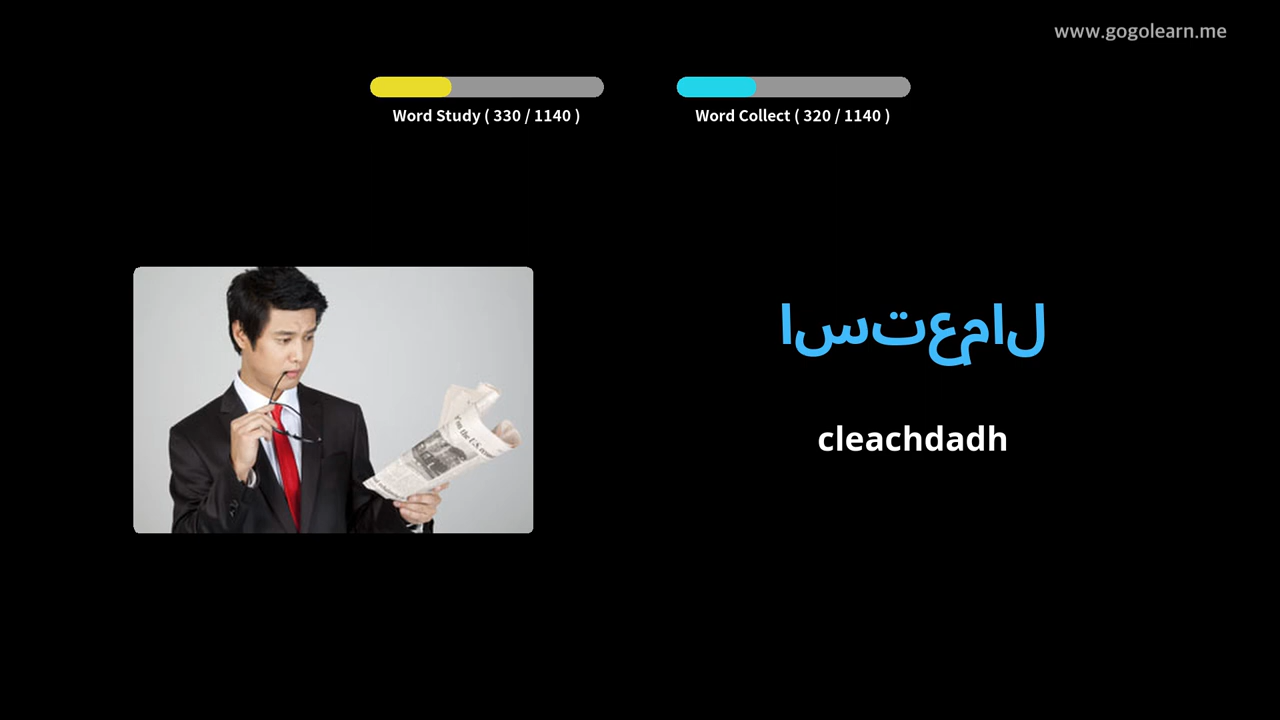 www.gogolearn.me
Word Study ( 330 / 1140 )
Word Collect ( 320 / 1140 )
استعمال
cleachdadh